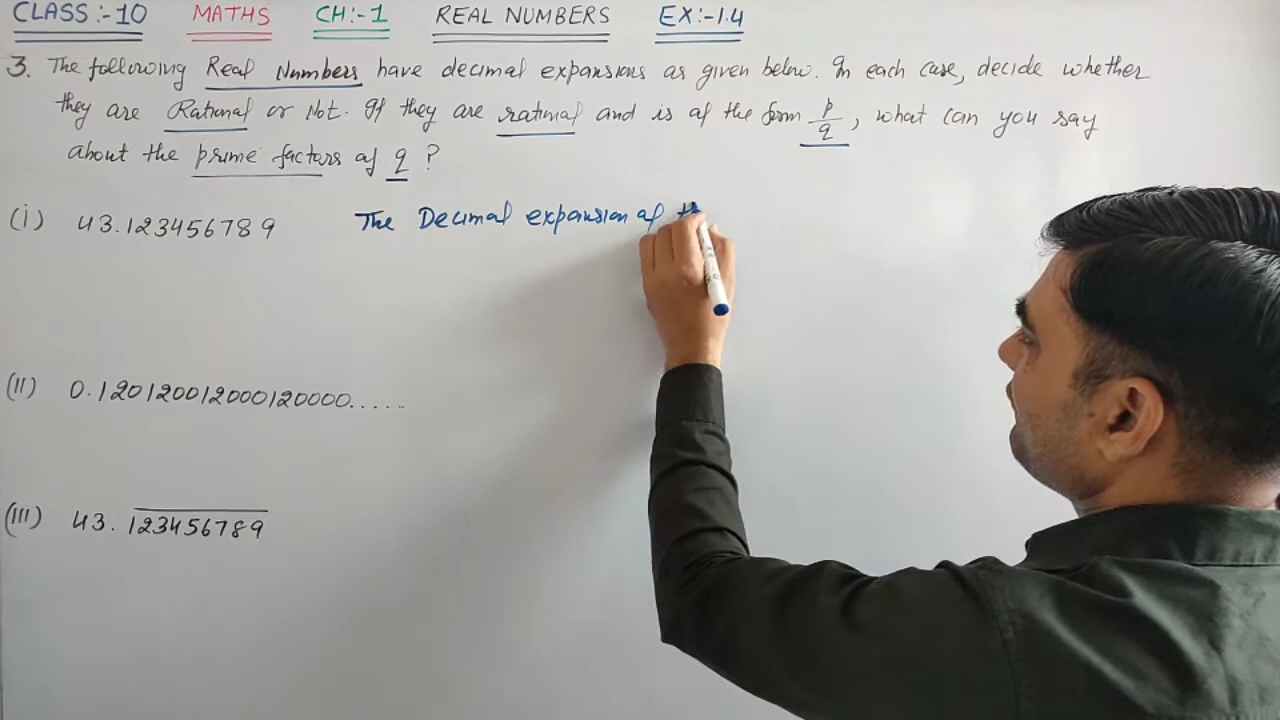 CLASS :- 10 MATHS CH:- 1 REAL NUMBERS EX:- 1.4
3. The following Real Numbers have decimal expansions as given below. In each case, decide whether
they are Rational or Not. If they are rational and is of the form p/q, what can you say
about the prime factors of q ?
(i) 43.123456789 The Decimal expansion of th
(II) 0.120120012000120000.....
(III) 43. 123456789